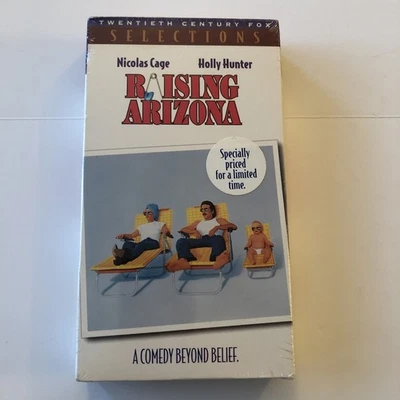 TWENTIETH CENTURY FOX
SELECTIONS
Nicolas Cage Holly Hunter
RAISING
ARIZONA
Specially
priced
for a limited
time.
A COMEDY BEYOND BELIEF.